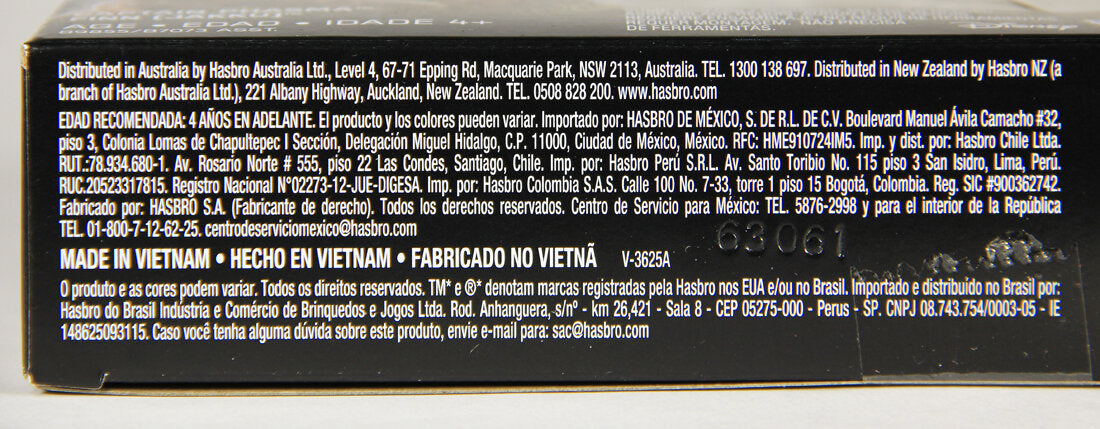 AGE • EDAD • IDADE 4+
REQUER MONTAGEM. NÃO PRECISA
DE FERRAMENTAS.
Disney
Distributed in Australia by Hasbro Australia Ltd., Level 4, 67-71 Epping Rd, Macquarie Park, NSW 2113, Australia. TEL. 1300 138 697. Distributed in New Zealand by Hasbro NZ (a
branch of Hasbro Australia Ltd.), 221 Albany Highway, Auckland, New Zealand. TEL. 0508 828 200. www.hasbro.com
EDAD RECOMENDADA: 4 AÑOS EN ADELANTE. El producto y los colores pueden variar. Importado por: HASBRO DE MÉXICO, S. DE R.L. DE C.V. Boulevard Manuel Ávila Camacho #32,
piso 3, Colonia Lomas de Chapultepec I Sección, Delegación Miguel Hidalgo, C.P. 11000, Ciudad de México, México. RFC: HME910724IM5. Imp. y dist. por: Hasbro Chile Ltda.
RUT.:78.934.680-1. Av. Rosario Norte # 555, piso 22 Las Condes, Santiago, Chile. Imp. por: Hasbro Perú S.R.L. Av. Santo Toribio No. 115 piso 3 San Isidro, Lima, Perú.
RUC.20523317815. Registro Nacional N°02273-12-JUE-DIGESA. Imp. por: Hasbro Colombia S.A.S. Calle 100 No. 7-33, torre 1 piso 15 Bogotá, Colombia. Reg. SIC #900362742.
Fabricado por: HASBRO S.A. (Fabricante de derecho). Todos los derechos reservados. Centro de Servicio para México: TEL. 5876-2998 y para el interior de la República
TEL. 01-800-7-12-62-25. centrodeserviciomexico@hasbro.com
63061
MADE IN VIETNAM • HECHO EN VIETNAM • FABRICADO NO VIETNÃ V-3625A
O produto e as cores podem variar. Todos os direitos reservados. TM* e ®* denotam marcas registradas pela Hasbro nos EUA e/ou no Brasil. Importado e distribuído no Brasil por:
Hasbro do Brasil Indústria e Comércio de Brinquedos e Jogos Ltda. Rod. Anhanguera, s/nº - km 26,421 - Sala 8 - CEP 05275-000 - Perus - SP. CNPJ 08.743.754/0003-05 - IE
148625093115. Caso você tenha alguma dúvida sobre este produto, envie e-mail para: sac@hasbro.com